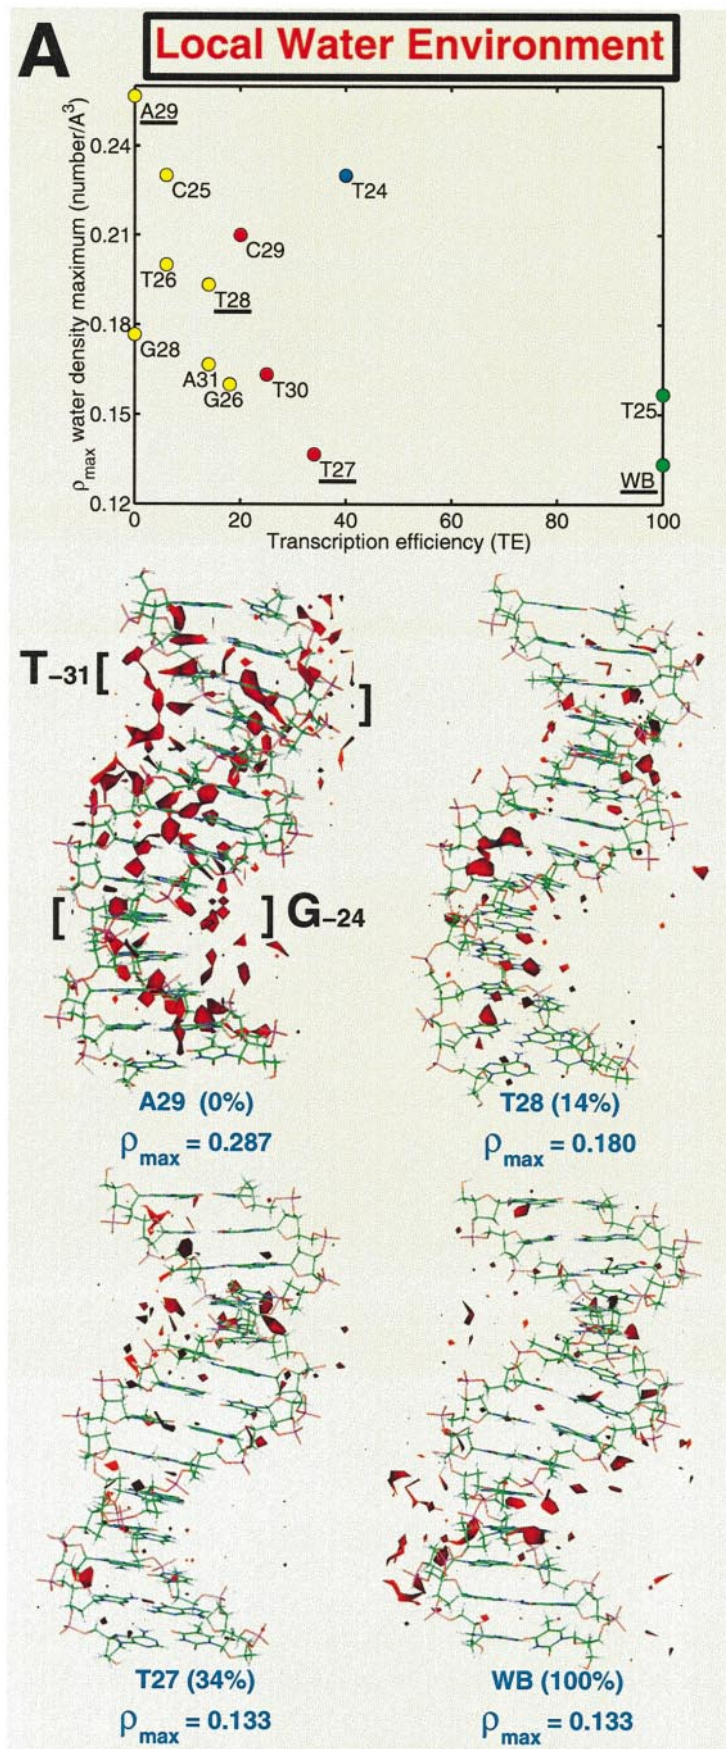 A
Local Water Environment
ρmax water density maximum (number/A³)
0.24
0.21
0.18
0.15
0.12
A29
C25
T24
C29
T26
T28
G28
A31
G26
T30
T27
T25
WB
0 20 40 60 80 100
Transcription efficiency (TE)
T-31 [ ]
[ ] G-24
A29 (0%)
ρmax = 0.287
T28 (14%)
ρmax = 0.180
T27 (34%)
ρmax = 0.133
WB (100%)
ρmax = 0.133